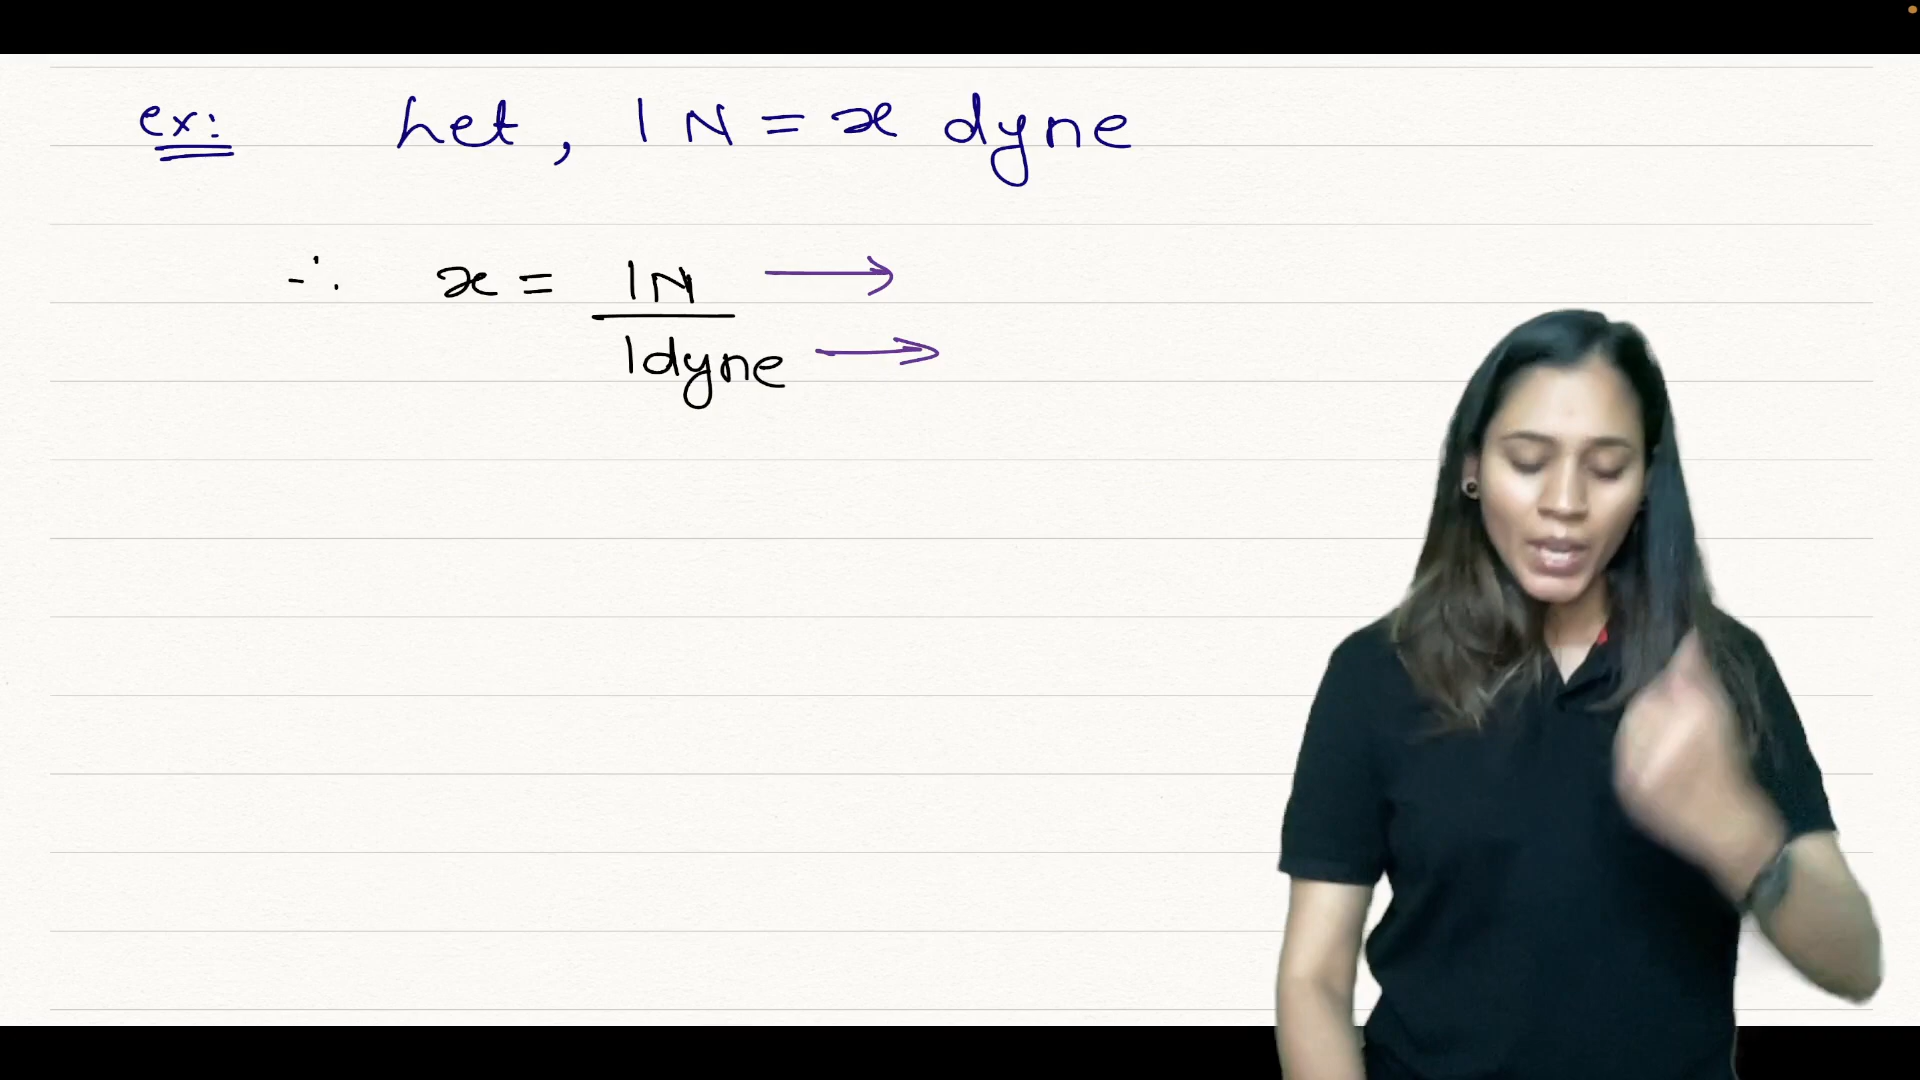 ex: Let, 1 N = x dyne
∴ x = 1N
1dyne